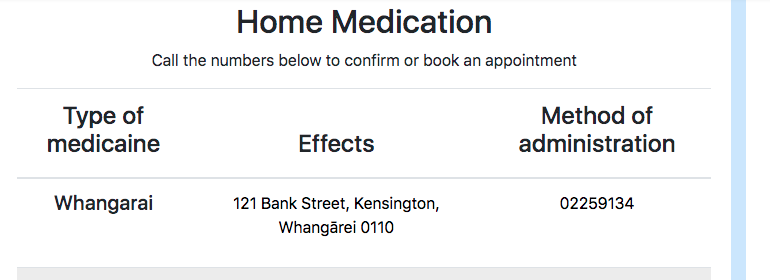 Home Medication
Call the numbers below to confirm or book an appointment
Type of
medicaine
Effects
Method of
administration
Whangarai
121 Bank Street, Kensington,
Whangārei 0110
02259134